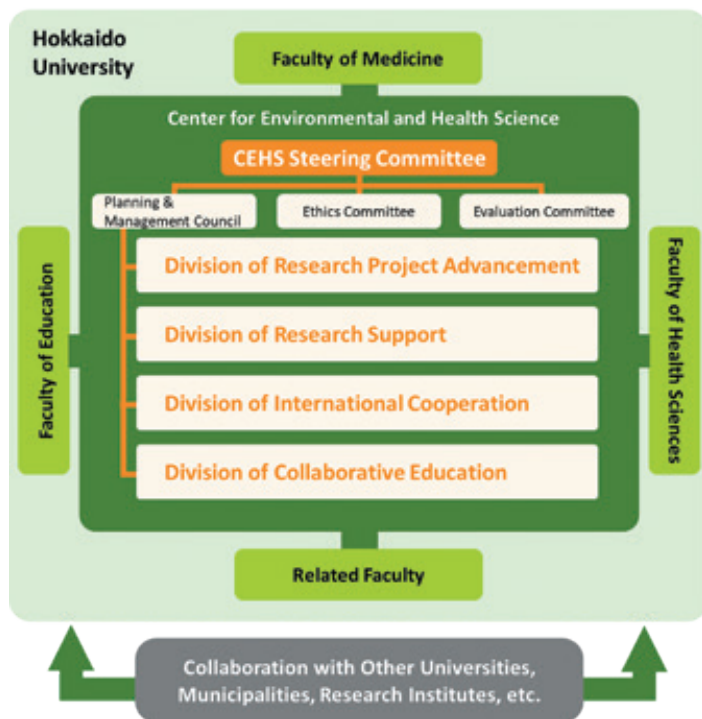 Hokkaido
University
Faculty of Medicine
Center for Environmental and Health Science
CEHS Steering Committee
Planning &
Management Council
Ethics Committee
Evaluation Committee
Division of Research Project Advancement
Division of Research Support
Division of International Cooperation
Division of Collaborative Education
Faculty of Education
Faculty of Health Sciences
Related Faculty
Collaboration with Other Universities,
Municipalities, Research Institutes, etc.